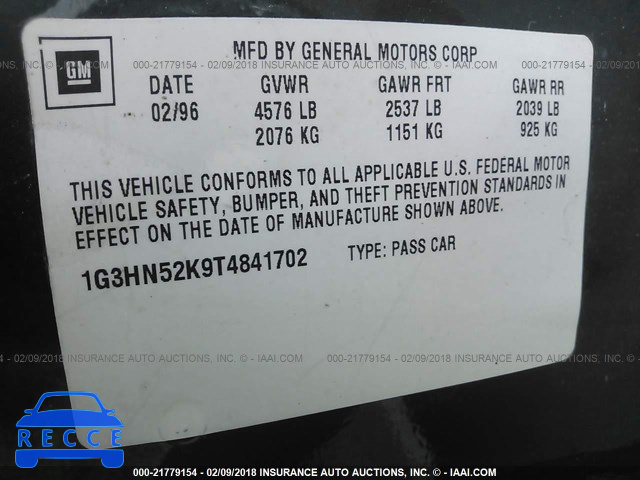 000-21779154 - 02/09/2018 INSURANCE AUTO AUCTIONS, INC. © - IAAI.COM
GM
MFD BY GENERAL MOTORS CORP
DATE GVWR GAWR FRT GAWR RR
02/96 4576 LB 2537 LB 2039 LB
2076 KG 1151 KG 925 KG
THIS VEHICLE CONFORMS TO ALL APPLICABLE U.S. FEDERAL MOTOR
VEHICLE SAFETY, BUMPER, AND THEFT PREVENTION STANDARDS IN
EFFECT ON THE DATE OF MANUFACTURE SHOWN ABOVE.
1G3HN52K9T4841702 TYPE: PASS CAR
02/09/2018 INSURANCE AUTO AUCTIONS, INC. © - IAAI.COM 000-21779154 - 02/09/2018 INSURANCE AUTO AUCTIONS, INC.
RECCE
000-21779154 - 02/09/2018 INSURANCE AUTO AUCTIONS, INC. © - IAAI.COM